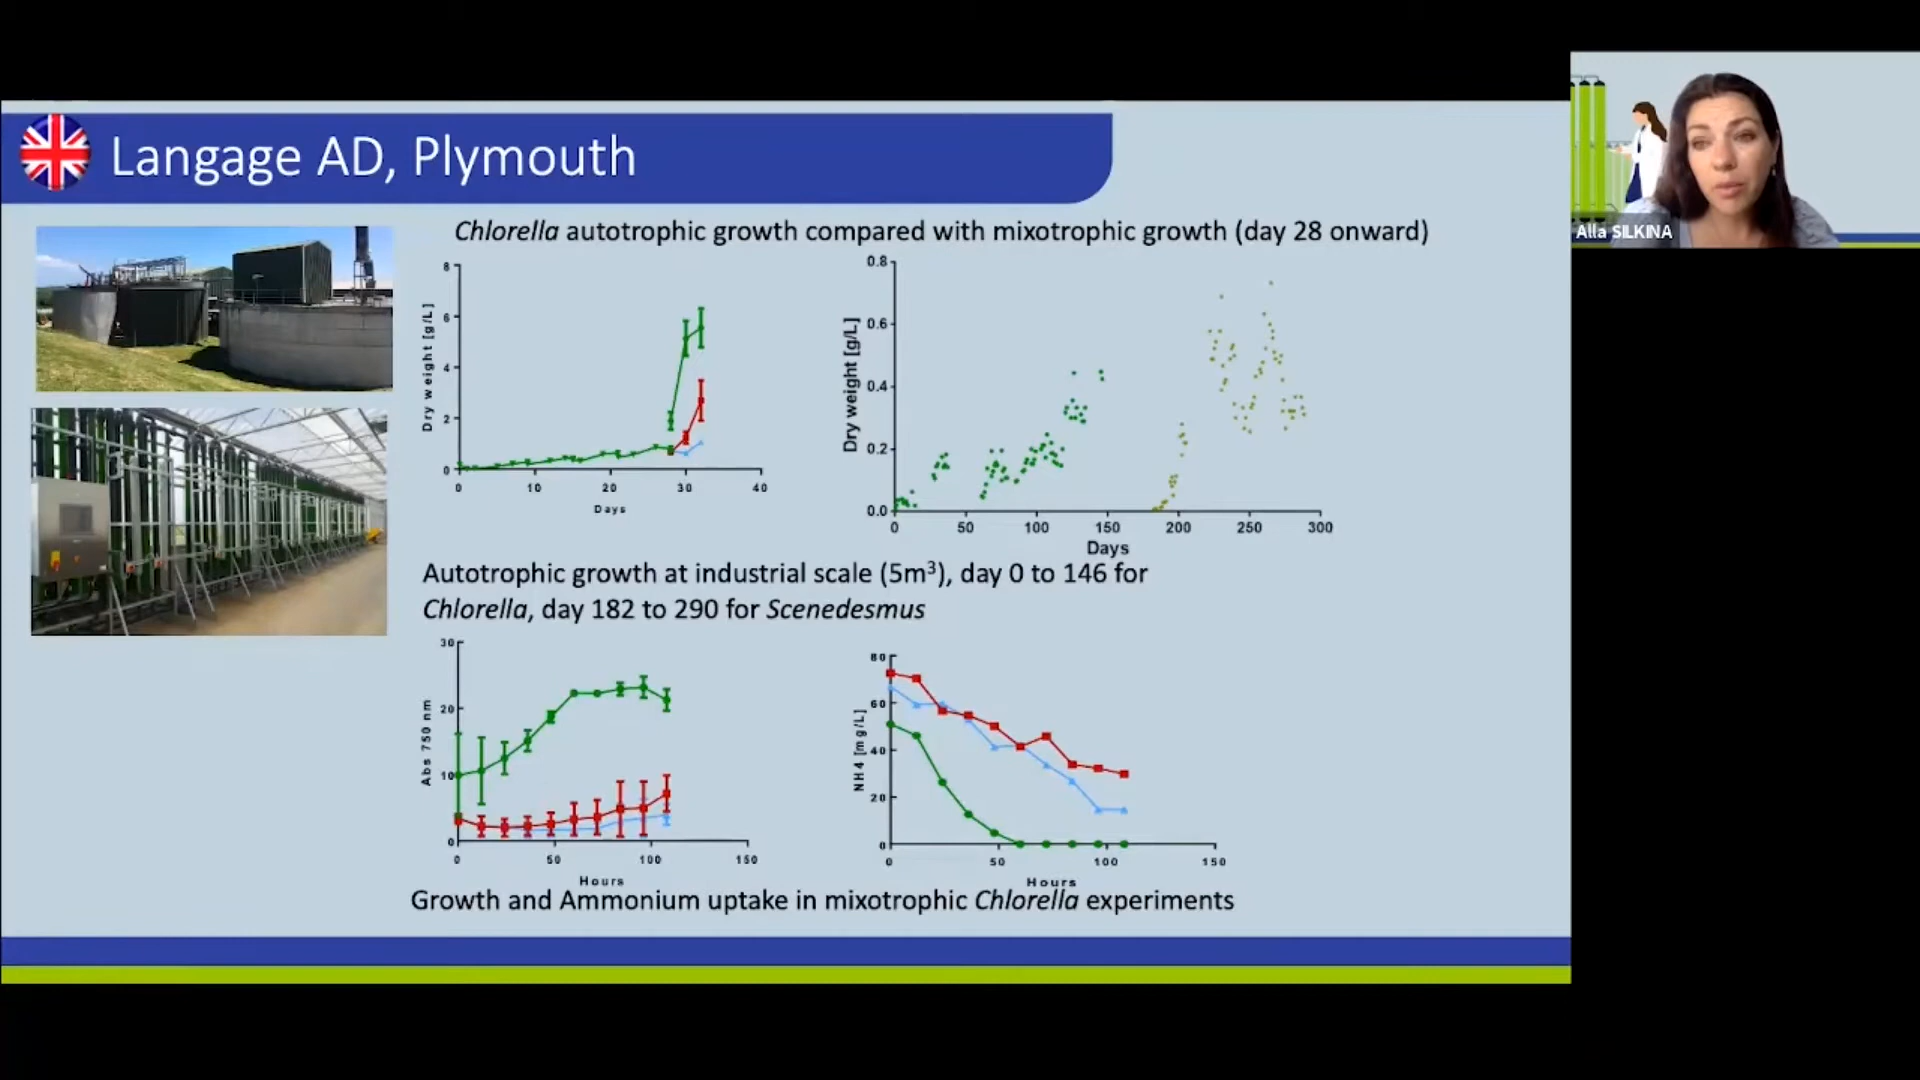 Langage AD, Plymouth
Alla SILKINA
Chlorella autotrophic growth compared with mixotrophic growth (day 28 onward)
Dry weight [g/L]
8
6
4
2
0
0 10 20 30 40
Days
Dry weight [g/L]
0.8
0.6
0.4
0.2
0.0
0 50 100 150 200 250 300
Days
Autotrophic growth at industrial scale (5m³), day 0 to 146 for
Chlorella, day 182 to 290 for Scenedesmus
Abs 750 nm
30
20
10
0
0 50 100 150
Hours
NH4 [mg/L]
80
60
40
20
0
0 50 100 150
Hours
Growth and Ammonium uptake in mixotrophic Chlorella experiments